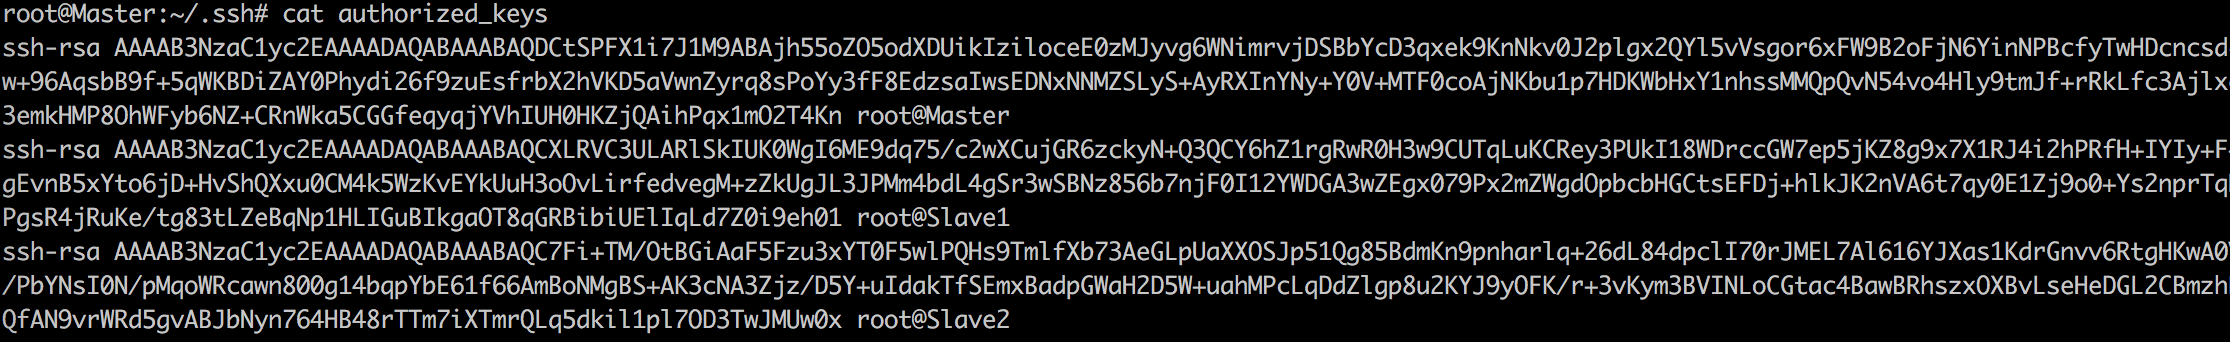 root@Master:~/.ssh# cat authorized_keys
ssh-rsa AAAAB3NzaC1yc2EAAAADAQABAAABAQDCtSPFX1i7J1M9ABAjh55oZO5odXDUikIziloceE0zMJyvg6WNimrvjDSBbYcD3qxek9KnNkv0J2plgx2QYl5vVsgor6xFW9B2oFjN6YinNPBcfyTwHDcncsd
w+96AqsbB9f+5qWKBDiZAY0Phydi26f9zuEsfrbX2hVKD5aVwnZyrq8sPoYy3fF8EdzsaIwsEDNxNNMZSLyS+AyRXInYNy+Y0V+MTF0coAjNKbu1p7HDKWbHxY1nhssMMQpQvN54vo4Hly9tmJf+rRkLfc3Ajlx
3emkHMP8OhWFyb6NZ+CRnWka5CGGfeqyqjYVhIUH0HKZjQAihPqx1mO2T4Kn root@Master
ssh-rsa AAAAB3NzaC1yc2EAAAADAQABAAABAQCXLRVC3ULARlSkIUK0WgI6ME9dq75/c2wXCujGR6zckyN+Q3QCY6hZ1rgRwR0H3w9CUTqLuKCRey3PUkI18WDrccGW7ep5jKZ8g9x7X1RJ4i2hPRfH+IYIy+F
gEvnB5xYto6jD+HvShQXxu0CM4k5WzKvEYkUuH3oOvLirfedvegM+zZkUgJL3JPMm4bdL4gSr3wSBNz856b7njF0I12YWDGA3wZEgx079Px2mZWgdOpbcbHGCtsEFDj+hlkJK2nVA6t7qy0E1Zj9o0+Ys2nprTq
PgsR4jRuKe/tg83tLZeBqNp1HLIGuBIkgaOT8qGRBibiUElIqLd7Z0i9eh01 root@Slave1
ssh-rsa AAAAB3NzaC1yc2EAAAADAQABAAABAQC7Fi+TM/OtBGiAaF5Fzu3xYT0F5wlPQHs9TmlfXb73AeGLpUaXXOSJp51Qg85BdmKn9pnharlq+26dL84dpclI70rJMEL7Al616YJXas1KdrGnvv6RtgHKwA0
/PbYNsI0N/pMqoWRcawn800g14bqpYbE61f66AmBoNMgBS+AK3cNA3Zjz/D5Y+uIdakTfSEmxBadpGWaH2D5W+uahMPcLqDdZlgp8u2KYJ9yOFK/r+3vKym3BVINLoCGtac4BawBRhszxOXBvLseHeDGL2CBmzh
QfAN9vrWRd5gvABJbNyn764HB48rTTm7iXTmrQLq5dkil1pl7OD3TwJMUw0x root@Slave2